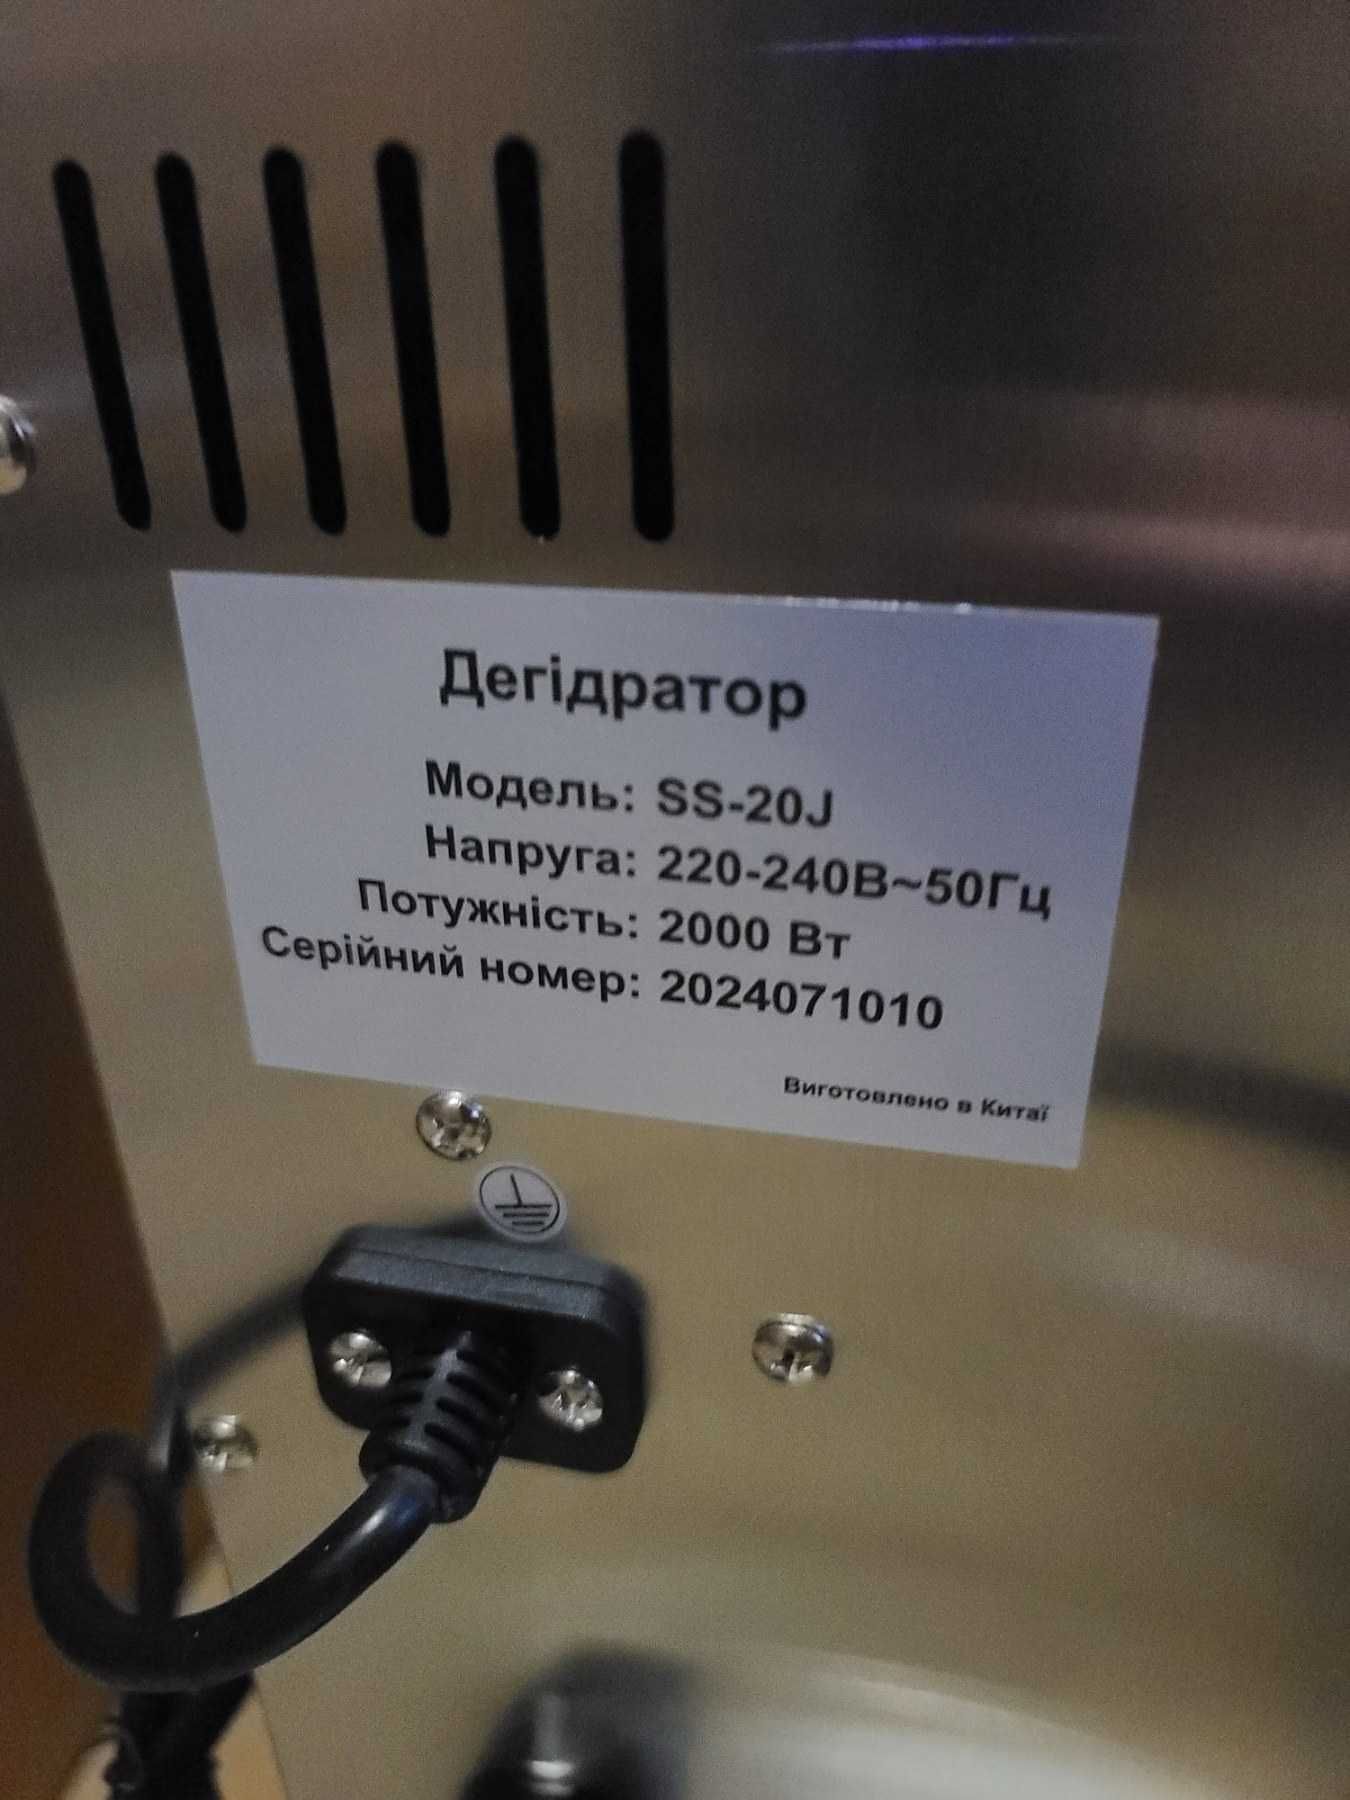 Дегідратор
Модель: SS-20J
Напруга: 220-240В~50Гц
Потужність: 2000 Вт
Серійний номер: 2024071010
Виготовлено в Китаї